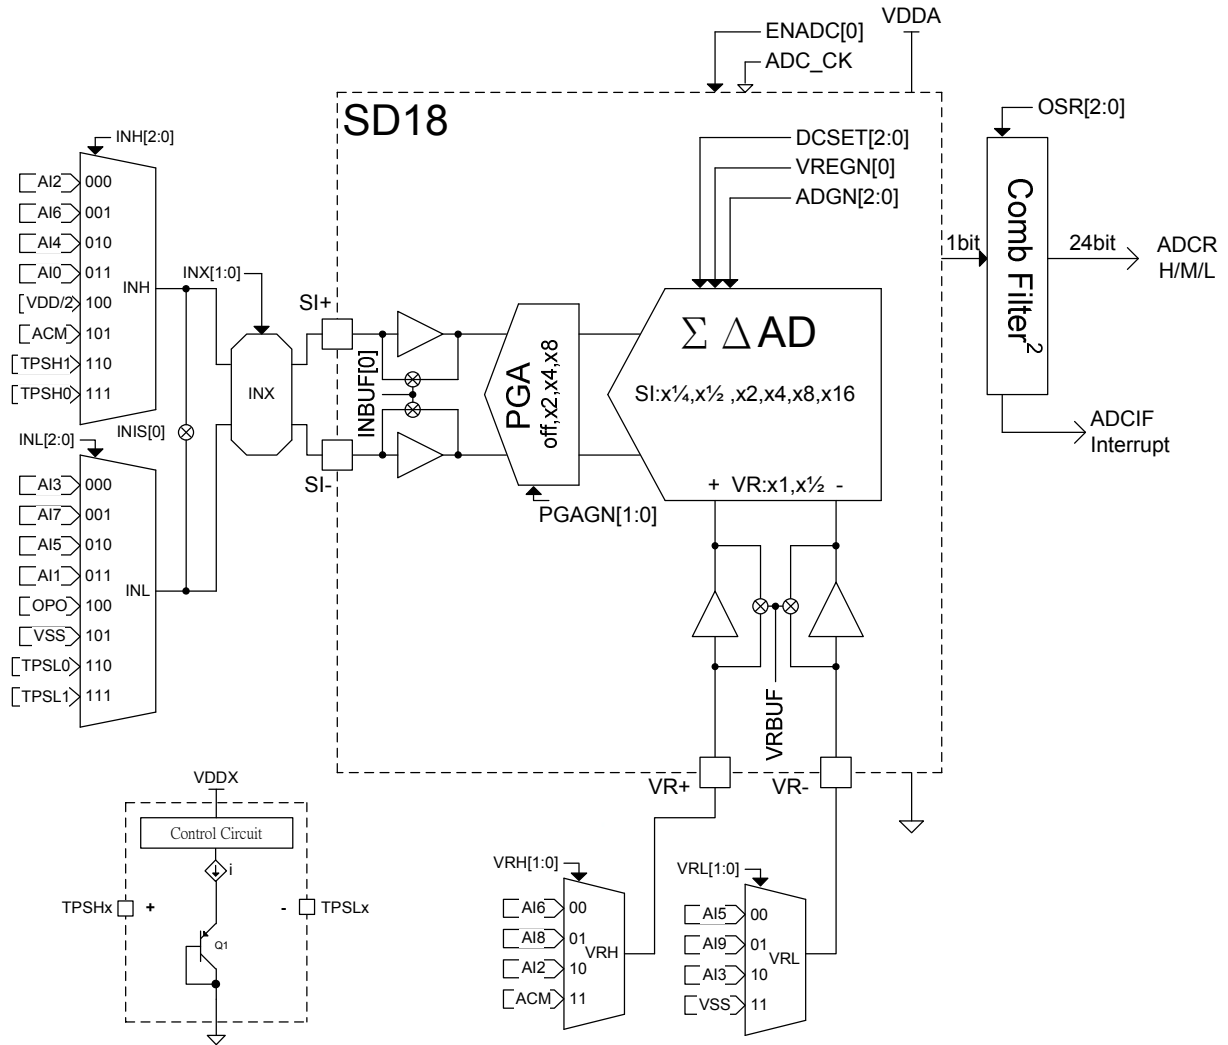 ENADC[0]
VDDA
ADC_CK
SD18
OSR[2:0]
INH[2:0]
DCSET[2:0]
VREGN[0]
ADGN[2:0]
AI2 000
AI6 001
AI4 010
AI0 011
VDD/2 100
ACM 101
TPSH1 110
TPSH0 111
INH
INX[1:0]
SI+
INX
INIS[0]
INBUF[0]
PGA
off,x2,x4,x8
Σ Δ AD
SI:x¼,x½ ,x2,x4,x8,x16
+ VR:x1,x½ -
1bit
Comb Filter²
24bit
ADCR
H/M/L
ADCIF
Interrupt
INL[2:0]
SI-
PGAGN[1:0]
AI3 000
AI7 001
AI5 010
AI1 011
OPO 100
VSS 101
TPSL0 110
TPSL1 111
INL
VRBUF
VR+
VR-
VDDX
Control Circuit
i
TPSHx + - TPSLx
Q1
VRH[1:0]
AI6 00
AI8 01
AI2 10
ACM 11
VRH
VRL[1:0]
AI5 00
AI9 01
AI3 10
VSS 11
VRL